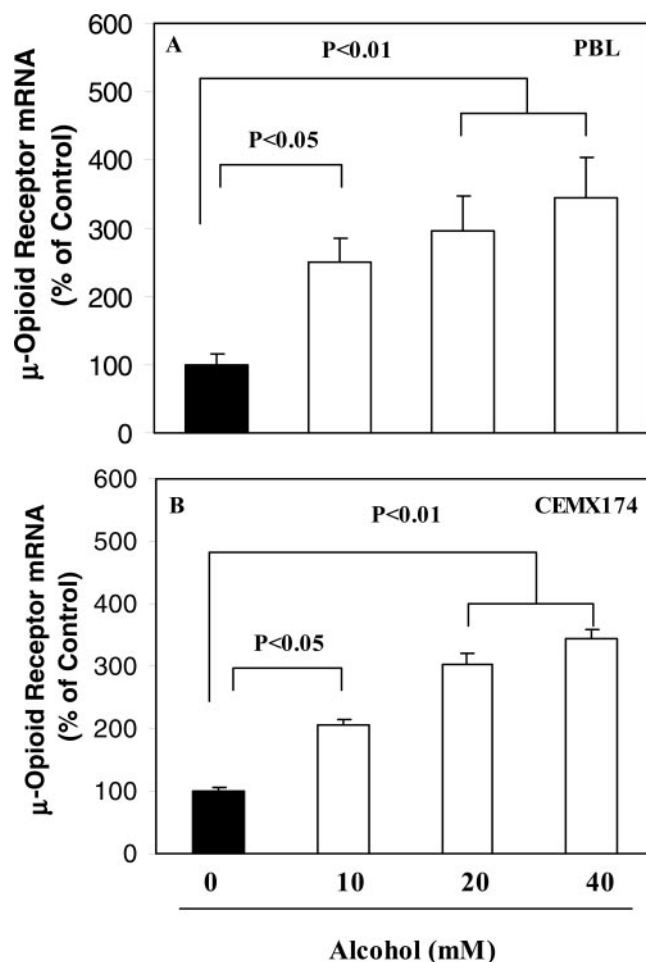 600
500
400
300
200
100
0
μ-Opioid Receptor mRNA
(% of Control)
A
PBL
P<0.01
P<0.05
600
500
400
300
200
100
0
μ-Opioid Receptor mRNA
(% of Control)
B
CEMX174
P<0.01
P<0.05
0 10 20 40
Alcohol (mM)